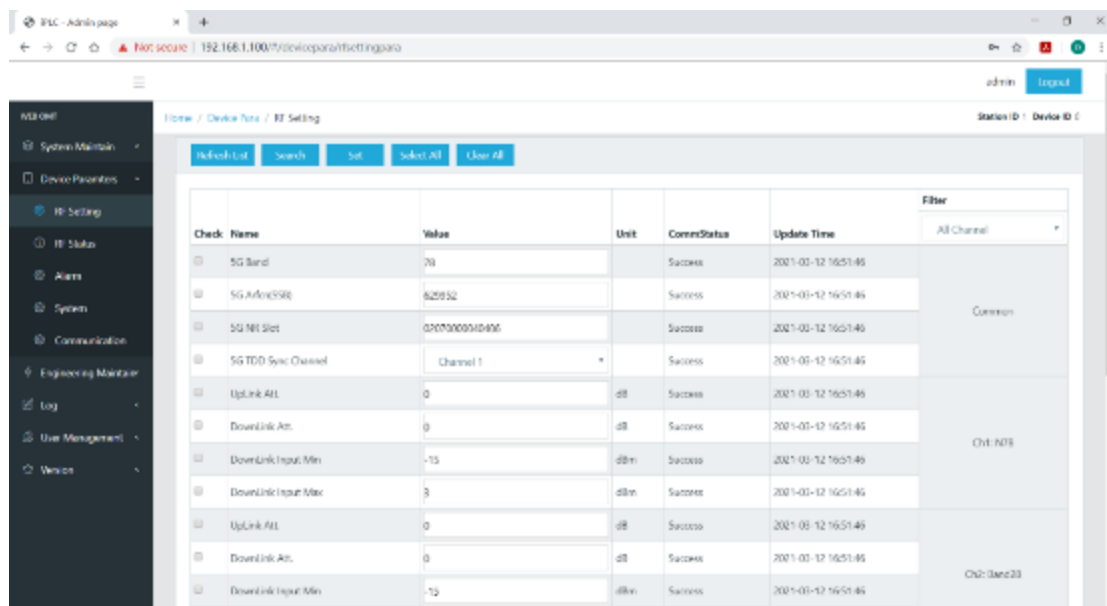 iPLC - Admin page
Not secure | 192.168.1.100/#/devicepara/rfsettingpara
admin Logout
WEB OMT
Home / Device Para / RF Setting
Station ID Device ID
System Maintain
Refresh List Search Set Select All Clear All
Device Paramters
RF Setting
Filter
Check Name Value Unit CommStatus Update Time All Channel
RF Status
5G Band 78 Success 2021-03-12 16:51:46
Alarm
5G Arfcn(SSB) 629952 Success 2021-03-12 16:51:46
System
Common
5G NR Slot Success 2021-03-12 16:51:46
Communication
5G TDD Sync Channel Channel 1 Success 2021-03-12 16:51:46
Engineering Maintain
UpLink Att. 0 dB Success 2021-03-12 16:51:46
Log
DownLink Att. 0 dB Success 2021-03-12 16:51:46
User Management
Ch1: N78
DownLink Input Min -15 dBm Success 2021-03-12 16:51:46
Version
DownLink Input Max 3 dBm Success 2021-03-12 16:51:46
UpLink Att. 0 dB Success 2021-03-12 16:51:46
DownLink Att. 0 dB Success 2021-03-12 16:51:46
Ch2: Band28
DownLink Input Min -15 dBm Success 2021-03-12 16:51:46